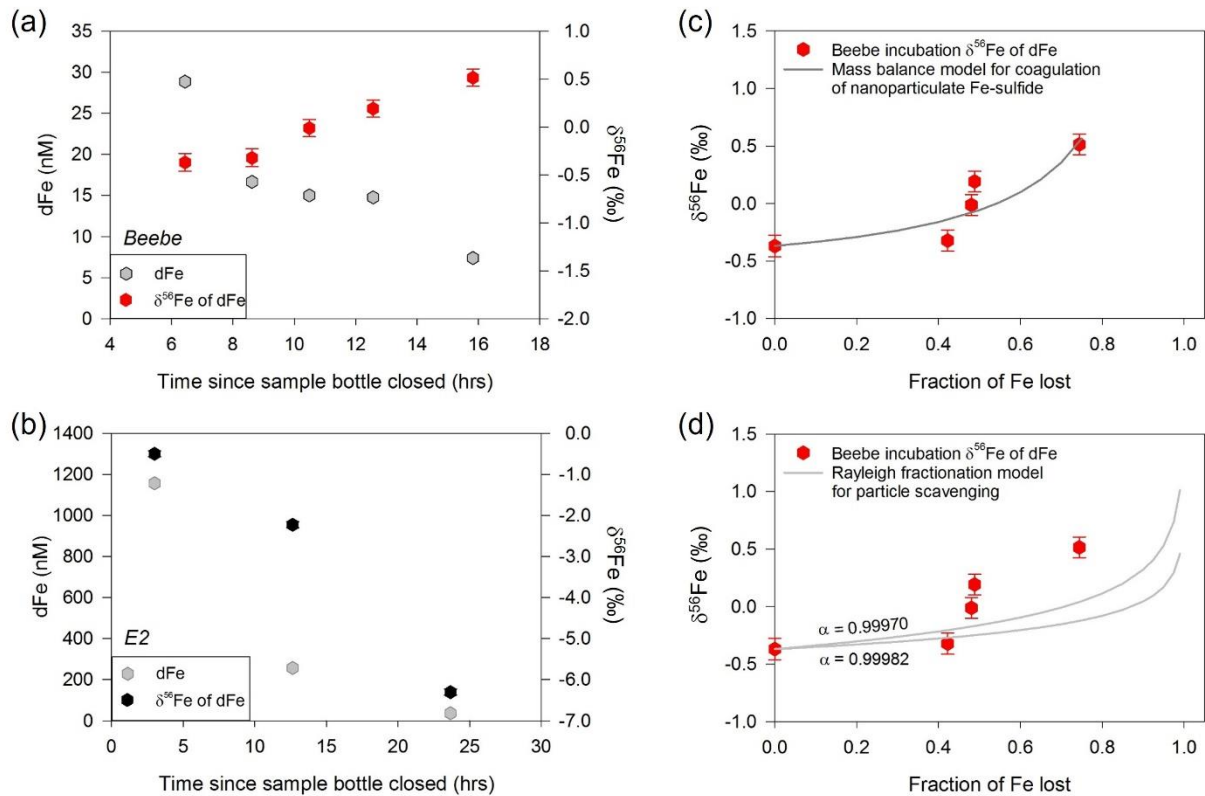 (a)
35
30
25
20
15
10
5
0
dFe (nM)
1.0
0.5
0.0
-0.5
-1.0
-1.5
-2.0
δ⁵⁶Fe (‰)
Beebe
dFe
δ⁵⁶Fe of dFe
4 6 8 10 12 14 16 18
Time since sample bottle closed (hrs)
(c)
1.5
1.0
0.5
0.0
-0.5
-1.0
δ⁵⁶Fe (‰)
Beebe incubation δ⁵⁶Fe of dFe
Mass balance model for coagulation
of nanoparticulate Fe-sulfide
0.0 0.2 0.4 0.6 0.8 1.0
Fraction of Fe lost
(b)
1400
1200
1000
800
600
400
200
0
dFe (nM)
0.0
-1.0
-2.0
-3.0
-4.0
-5.0
-6.0
-7.0
δ⁵⁶Fe (‰)
E2
dFe
δ⁵⁶Fe of dFe
0 5 10 15 20 25 30
Time since sample bottle closed (hrs)
(d)
1.5
1.0
0.5
0.0
-0.5
-1.0
δ⁵⁶Fe (‰)
Beebe incubation δ⁵⁶Fe of dFe
Rayleigh fractionation model
for particle scavenging
α = 0.99970
α = 0.99982
0.0 0.2 0.4 0.6 0.8 1.0
Fraction of Fe lost